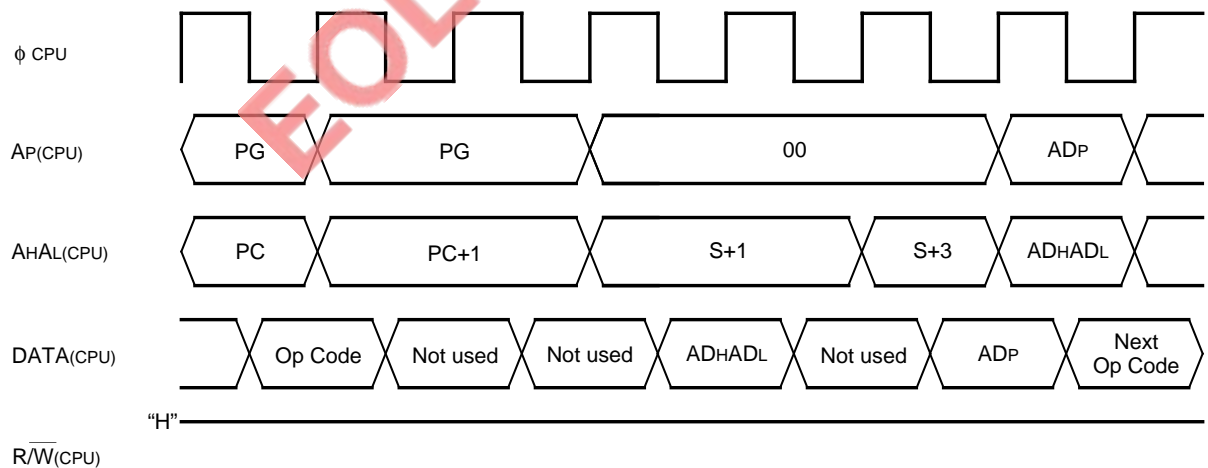 φ CPU
AP(CPU) PG PG 00 ADP
AHAL(CPU) PC PC+1 S+1 S+3 ADHADL
DATA(CPU) Op Code Not used Not used ADHADL Not used ADP Next Op Code
“H”
R/W̅(CPU)
EOL